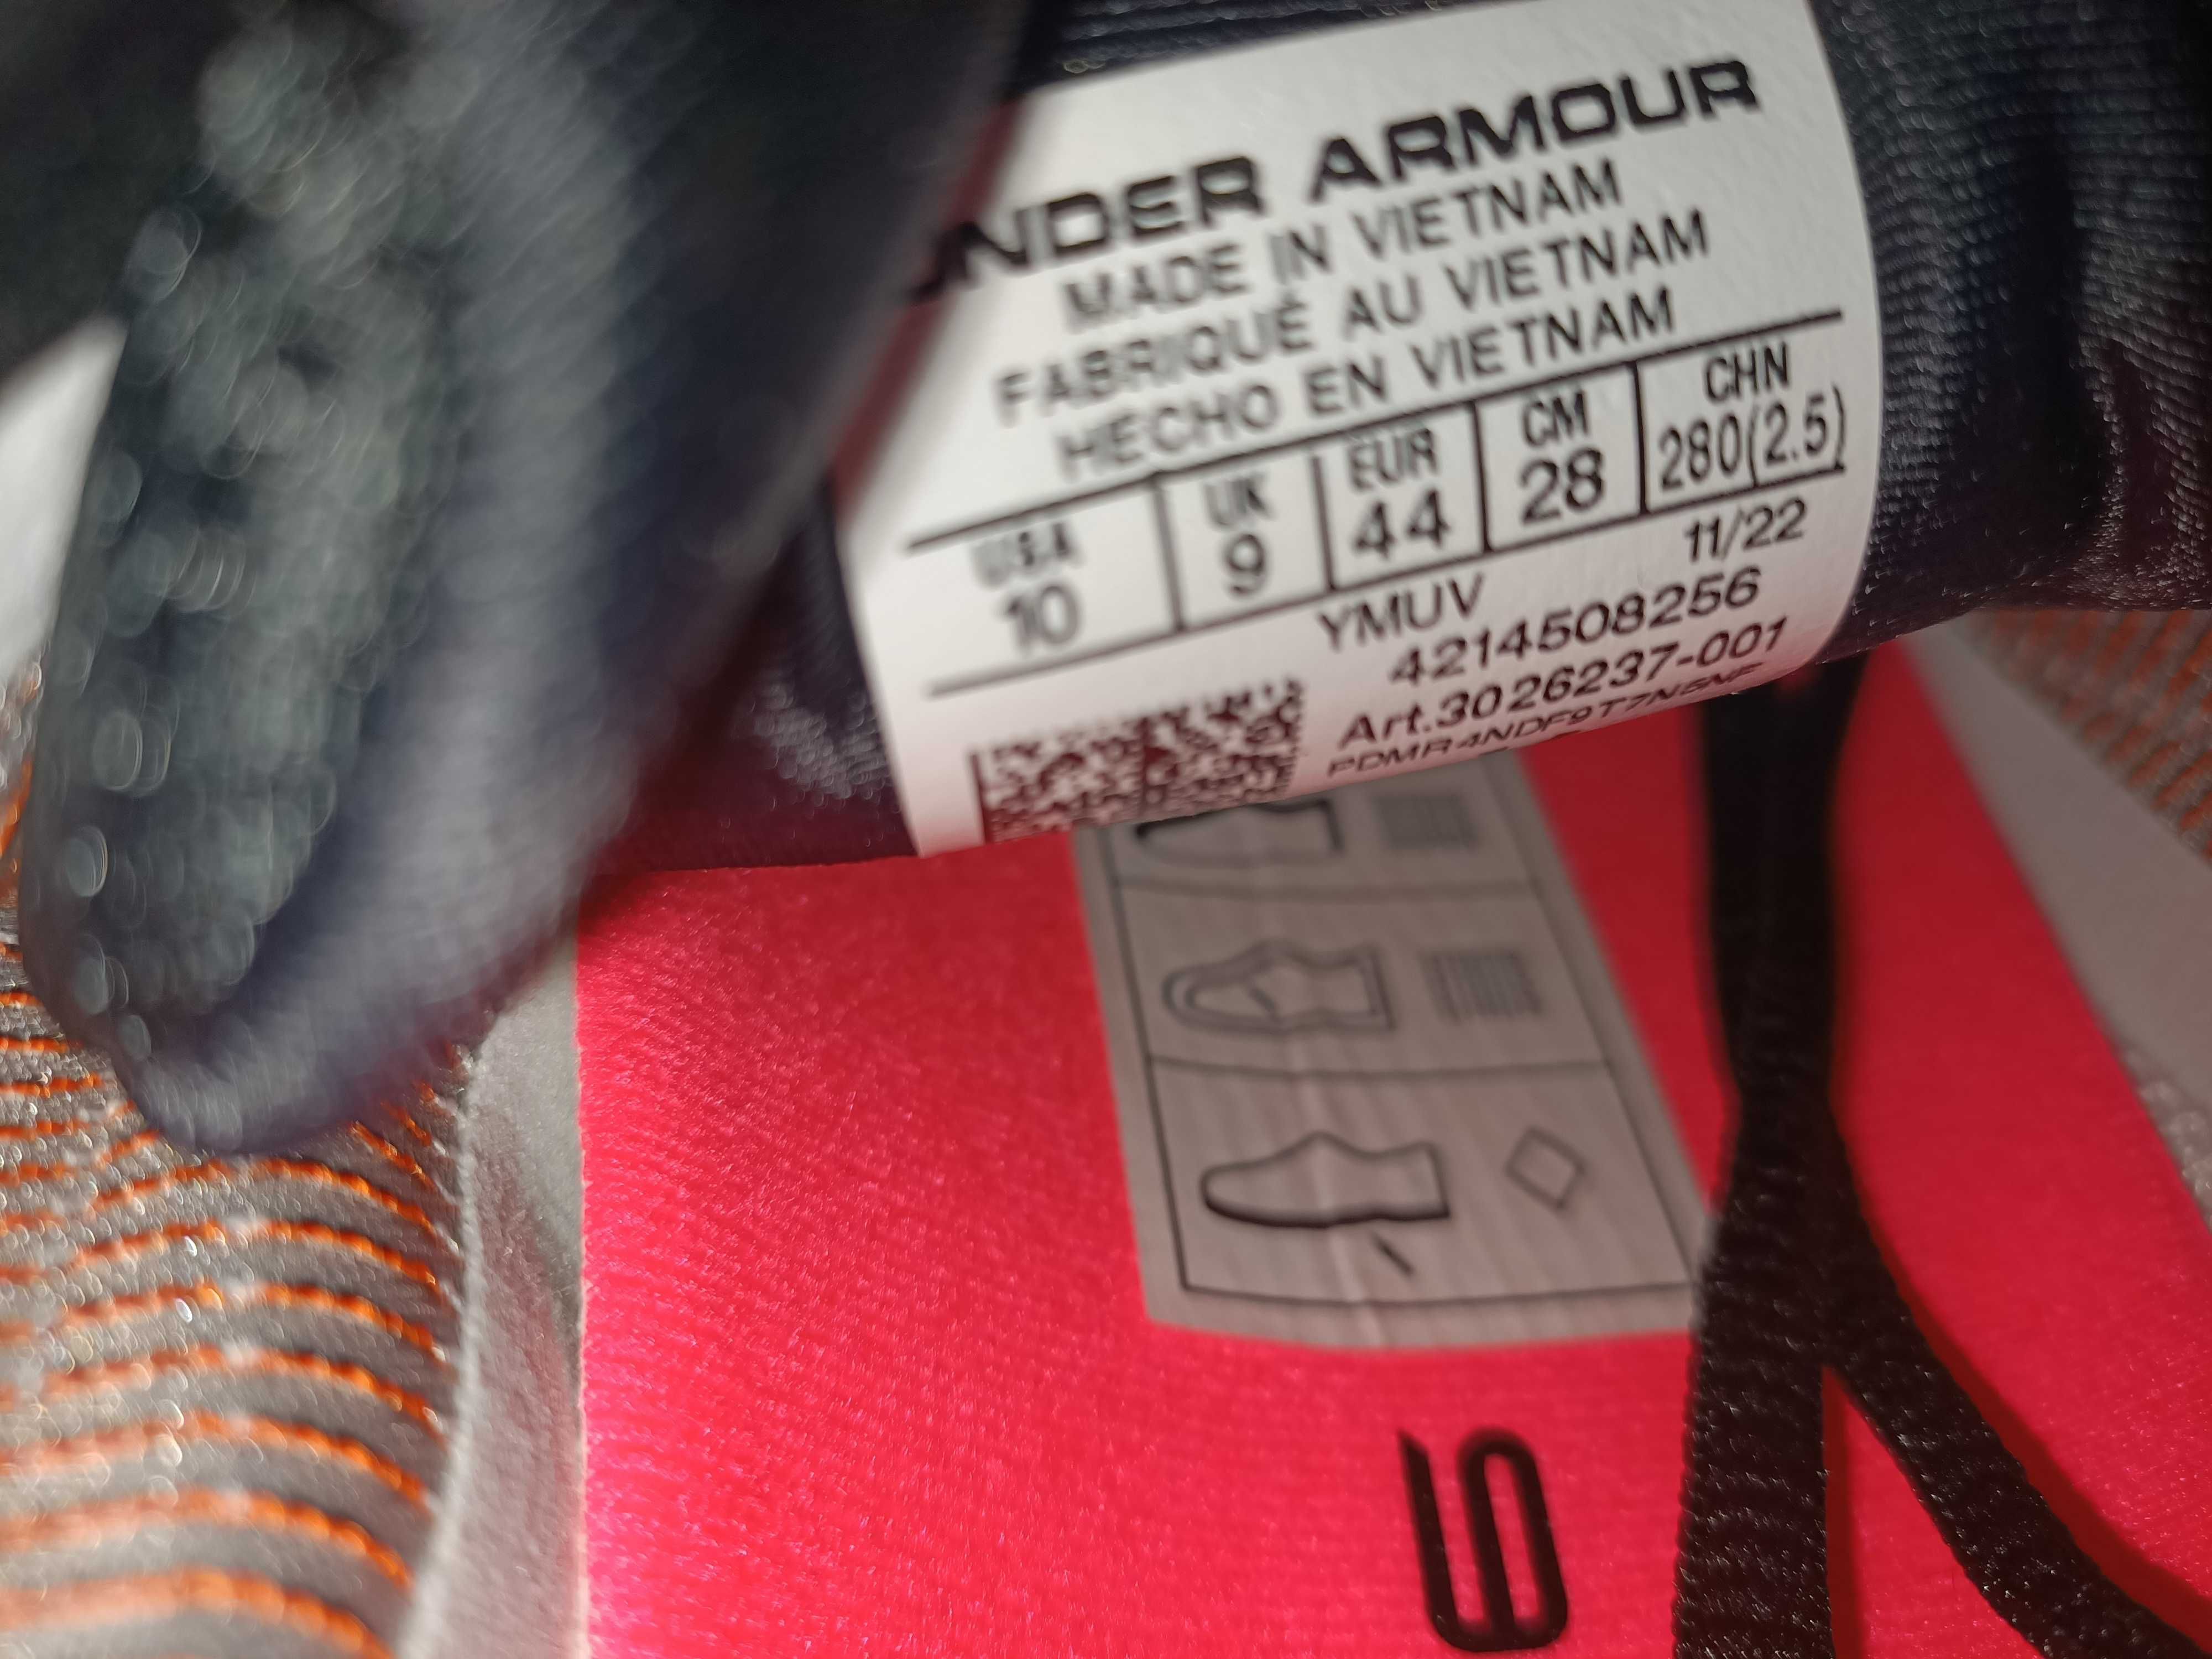 UNDER ARMOUR
MADE IN VIETNAM
FABRIQUÉ AU VIETNAM
HECHO EN VIETNAM
USA UK EUR CM CHN
10 9 44 28 280(2.5)
YMUV 11/22
4214508256
Art.3026237-001